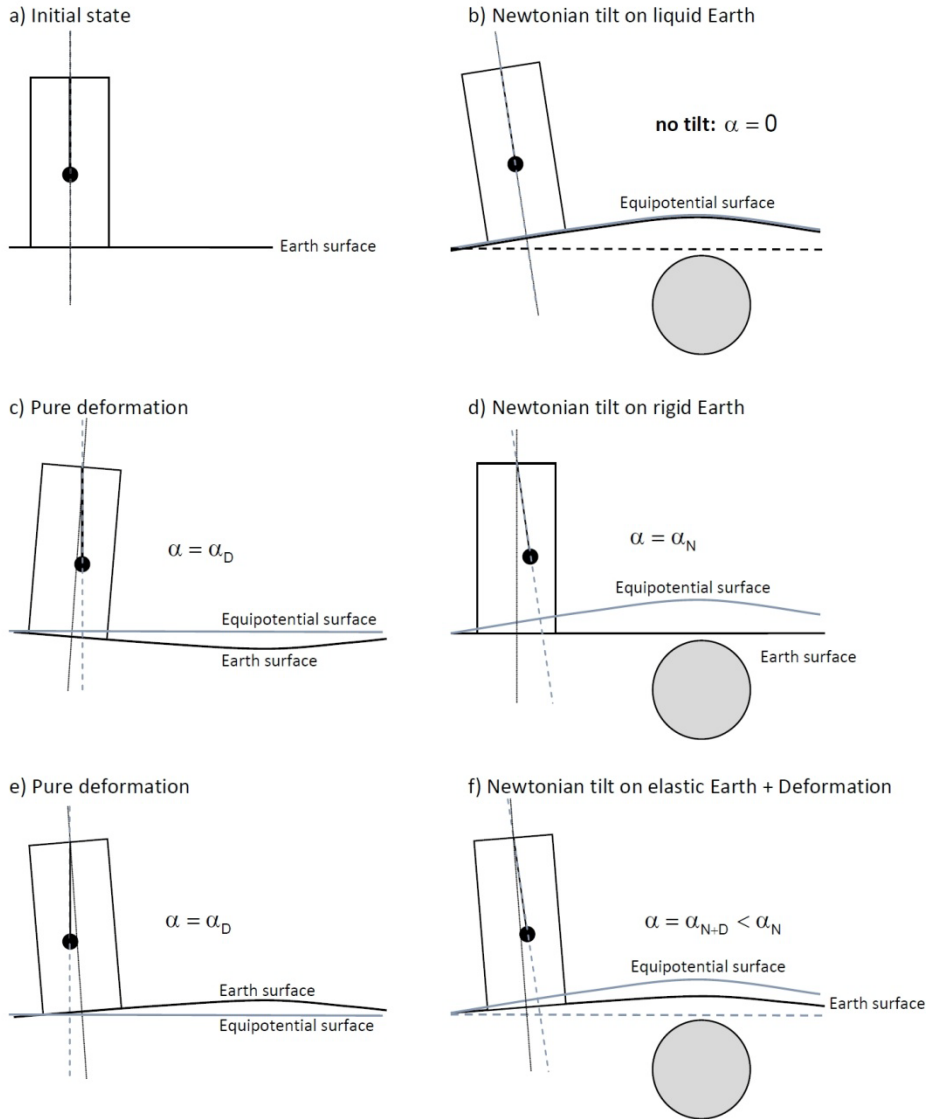 a) Initial state
Earth surface
b) Newtonian tilt on liquid Earth
no tilt: α = 0
Equipotential surface
c) Pure deformation
α = α_D
Equipotential surface
Earth surface
d) Newtonian tilt on rigid Earth
α = α_N
Equipotential surface
Earth surface
e) Pure deformation
α = α_D
Earth surface
Equipotential surface
f) Newtonian tilt on elastic Earth + Deformation
α = α_N+D < α_N
Equipotential surface
Earth surface